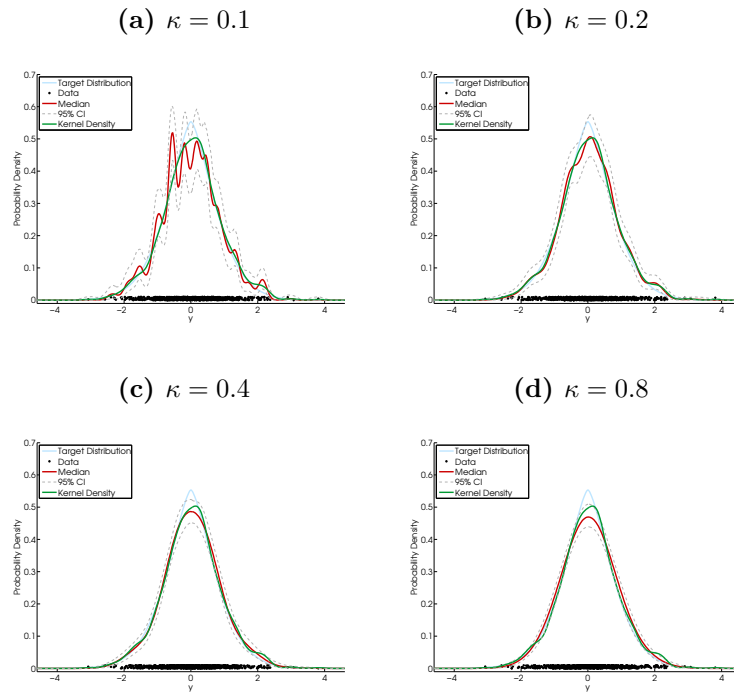 (a) κ = 0.1
(b) κ = 0.2
0.7
0.6
0.5
0.4
0.3
0.2
0.1
0
Probability Density
Target Distribution
Data
Median
95% CI
Kernel Density
−4 −2 0 2 4
y
0.7
0.6
0.5
0.4
0.3
0.2
0.1
0
Probability Density
Target Distribution
Data
Median
95% CI
Kernel Density
−4 −2 0 2 4
y
(c) κ = 0.4
(d) κ = 0.8
0.7
0.6
0.5
0.4
0.3
0.2
0.1
0
Probability Density
Target Distribution
Data
Median
95% CI
Kernel Density
−4 −2 0 2 4
y
0.7
0.6
0.5
0.4
0.3
0.2
0.1
0
Probability Density
Target Distribution
Data
Median
95% CI
Kernel Density
−4 −2 0 2 4
y